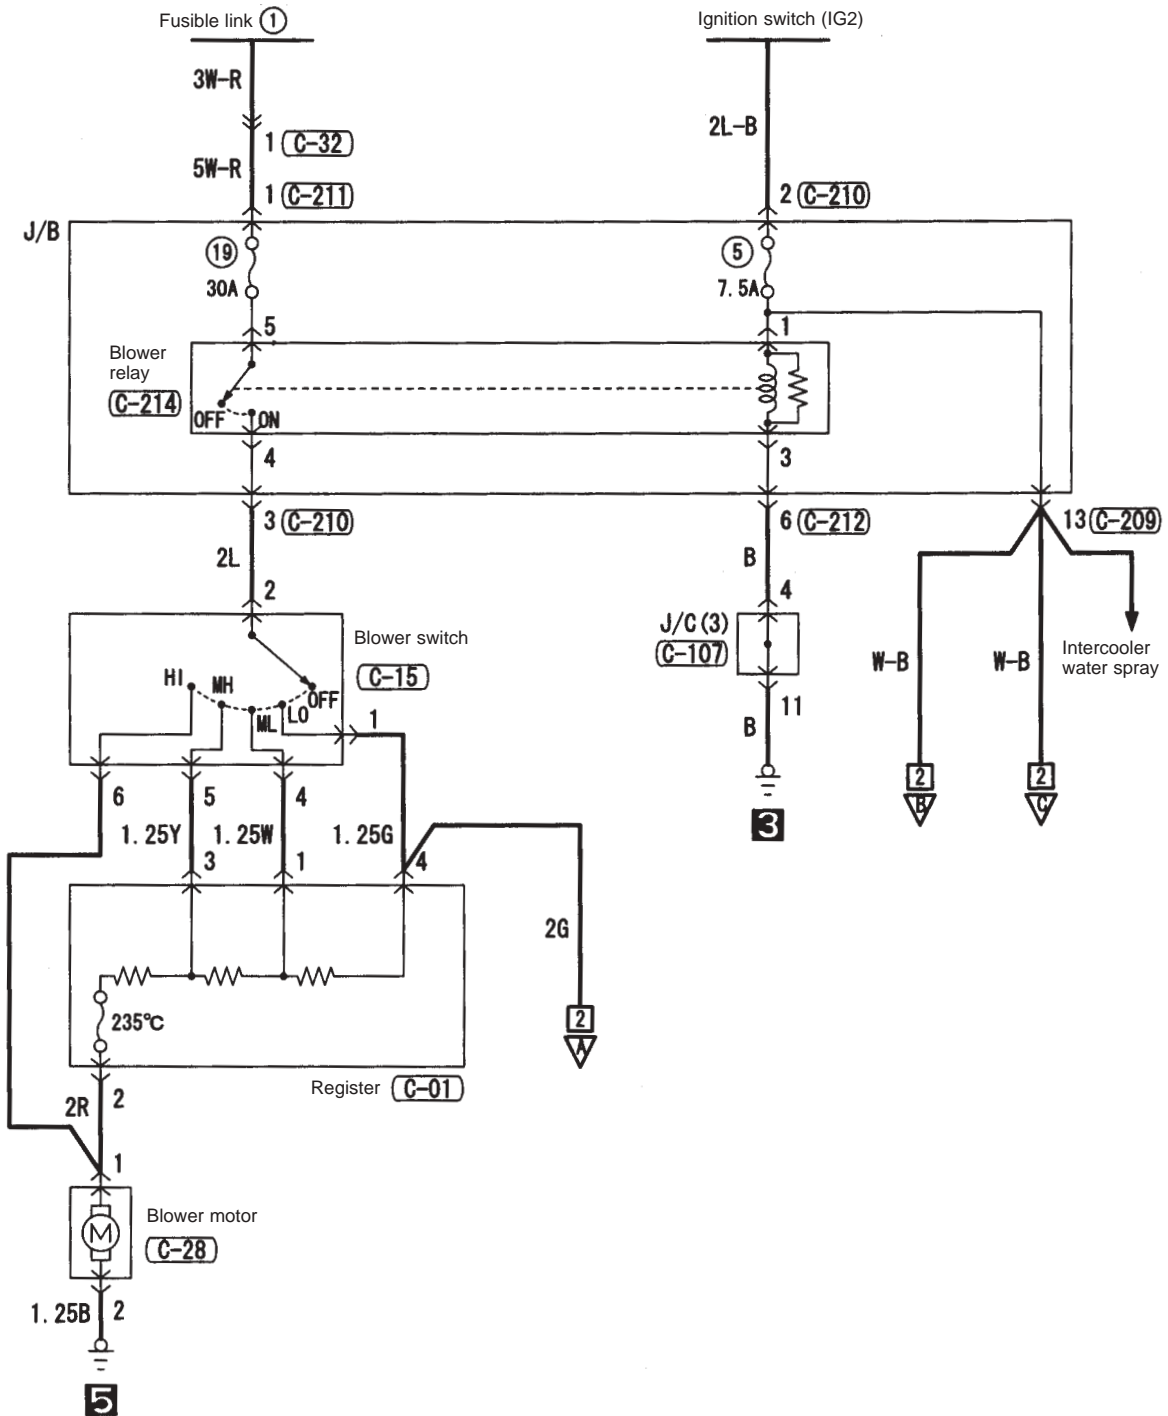 Fusible link ①
Ignition switch (IG2)
3W-R
2L-B
1 C-32
5W-R
1 C-211
2 C-210
J/B
⑲
30A
⑤
7.5A
5
1
Blower
relay
C-214
OFF
ON
4
3
3 C-210
6 C-212
13 C-209
2L
B
2
4
Blower switch
C-15
J/C(3)
C-107
W-B
W-B
Intercooler
water spray
HI
MH
ML
LO
OFF
1
11
B
2
B
2
C
6
5
4
3
1.25Y
1.25W
1.25G
3
1
4
2G
235℃
2
A
Register C-01
2R
2
1
M
Blower motor
C-28
1.25B
2
5